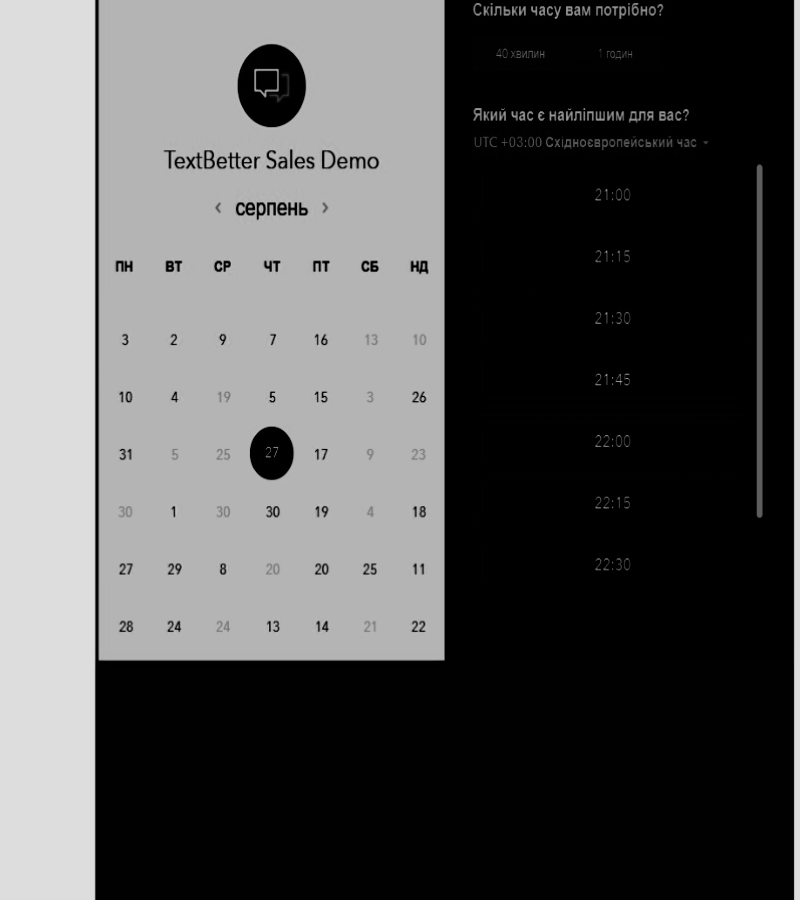 TextBetter Sales Demo
серпень
ПН ВТ СР ЧТ ПТ СБ НД
3 2 9 7 16 13 10
10 4 19 5 15 3 26
31 5 25 27 17 9 23
30 1 30 30 19 4 18
27 29 8 20 20 25 11
28 24 24 13 14 21 22
Скільки часу вам потрібно?
40 хвилин 1 годин
Який час є найліпшим для вас?
UTC +03:00 Східноєвропейський час
21:00
21:15
21:30
21:45
22:00
22:15
22:30